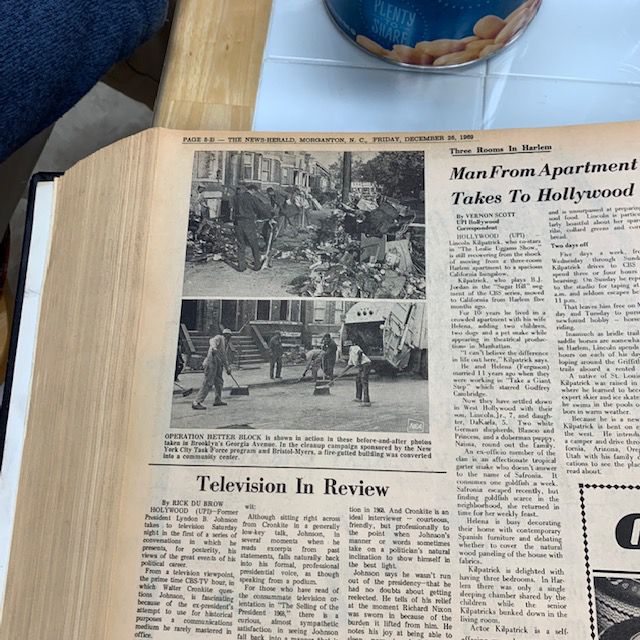 PLENTY
to
SHARE
PAGE 8-B — THE NEWS-HERALD, MORGANTON, N. C., FRIDAY, DECEMBER 26, 1969
OPERATION BETTER BLOCK is shown in action in these before-and-after photos
taken in Brooklyn's Georgia Avenue. In the cleanup campaign sponsored by the New
York City Task Force program and Bristol-Myers, a fire-gutted building was converted
into a community center.
Television In Review
By RICK DU BROW
HOLYWOOD (UPI)—Former
President Lyndon B. Johnson
takes to television Saturday
night in the first of a series of
conversations in which he
presents, for posterity, his
views of the great events of his
political career.
From a television viewpoint,
the prime time CBS-TV hour, in
which Walter Cronkite ques-
tions Johnson, is fascinating
because of the ex-president's
attempt to use for historical
purposes a communications
medium he rarely mastered in
office.
wit:
Although sitting right across
from Cronkite in a generally
low-key talk, Johnson, in
several moments when he
reads excerpts from past
statements, falls naturally back
into his formal, professional
presidential voice, as though
speaking from a podium.
For those who have read of
the consummate television or-
ientation in "The Selling of the
President 1968," there is a
curious, almost sympathetic
satisfaction in seeing Johnson
fall back into a manner that is
tion in 1968. And Cronkite is an
ideal interviewer — courteous,
friendly, but professionally to
the point when Johnson's
manner or words sometimes
take on a politician's natural
inclination to show himself in
the best light.
Johnson says he wasn't run
out of the presidency—that he
had no doubts about getting
reelected. He tells of his relief
at the moment Richard Nixon
was sworn in because of the
burden it lifted from him. He
notes his joy at being able to
Three Rooms In Harlem
Man From Apartment
Takes To Hollywood
By VERNON SCOTT
UPI Hollywood
Correspondent
HOLLYWOOD (UPI)
Lincoln Kilpatrick, who co-stars
in "The Leslie Uggams Show,"
is still recovering from the shock
of moving from a three-room
Harlem apartment to a spacious
California bungalow.
Kilpatrick, who plays B.J.
Jordan in the "Sugar Hill" seg-
ment of the CBS series, moved
to California from Harlem five
months ago.
For 10 years he lived in a
crowded apartment with his wife
Helena, adding two children,
two dogs and a pet snake while
appearing in theatrical produc-
tions in Manhattan.
"I can't believe the difference
in life out here," Kilpatrick says.
He and Helena (Ferguson)
married 11 years ago when they
were working in "Take a Giant
Step" which starred Godfrey
Cambridge.
Now they have settled down
in West Hollywood with their
son, Lincoln, Jr., 7, and daugh-
ter, DaKarla, 5. Two white
German shepherds, Blanco and
Princess, and a doberman puppy,
Naissa, round out the family.
An ex-officio member of the
clan is an affectionate tropical
garter snake who doesn't answer
to the name of Safronia. It
consumes one goldfish a week.
Safronia escaped recently, but
finding goldfish scarce in the
neighborhood, she returned in
time for her weekly feast.
Helena is busy decorating
their home with contemporary
Spanish furniture and debating
whether to cover the natural
wood paneling of the house with
fabrics.
Kilpatrick is delighted with
having three bedrooms. In Har-
lem there was only a single
sleeping chamber shared by the
children while the senior
Kilpatricks bunked down in the
living room.
Actor Kilpatrick is a self
and is unsurpassed at preparing
soul food. Lincoln is partic
larly boastful about her spare
ribs, collard greens and corn
bread.
Two days off
Five days a week,
Wednesday through Sunday
Kilpatrick drives to CBS
spend three or four hours
hearsing. On Sunday he repo
to the studio for taping at
a.m. and seldom escapes be
11 p.m.
That leaves him free on
day and Tuesday to pursue
newfound hobby — horse
riding.
Inasmuch as bridle trails
saddle horses are somewha
in Harlem, Lincoln spends
hours on each of his days
loping around the Griffith
trails aboard a rented
A native of St. Louis
Kilpatrick was raised
where he learned to beco
expert skier and ice skater
he swims in the pools o
bors in warm weather.
Because he is a nat
Kilpatrick is bent on e
the west. He intends
a camper and drive thro
fornia, Arizona, Oreg
Utah with his family d
cations to see the plac
read about.